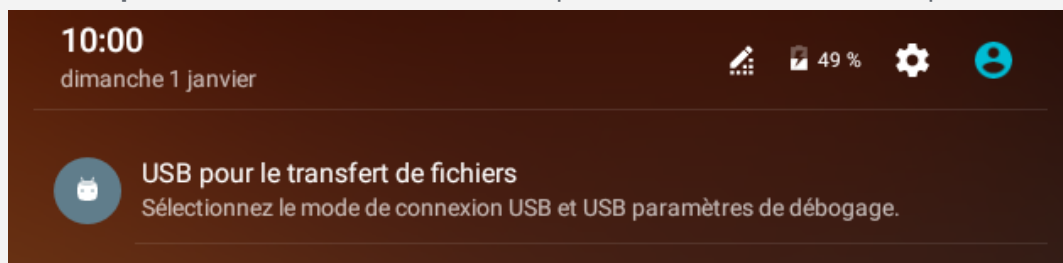 10:00
dimanche 1 janvier
49 %
USB pour le transfert de fichiers
Sélectionnez le mode de connexion USB et USB paramètres de débogage.